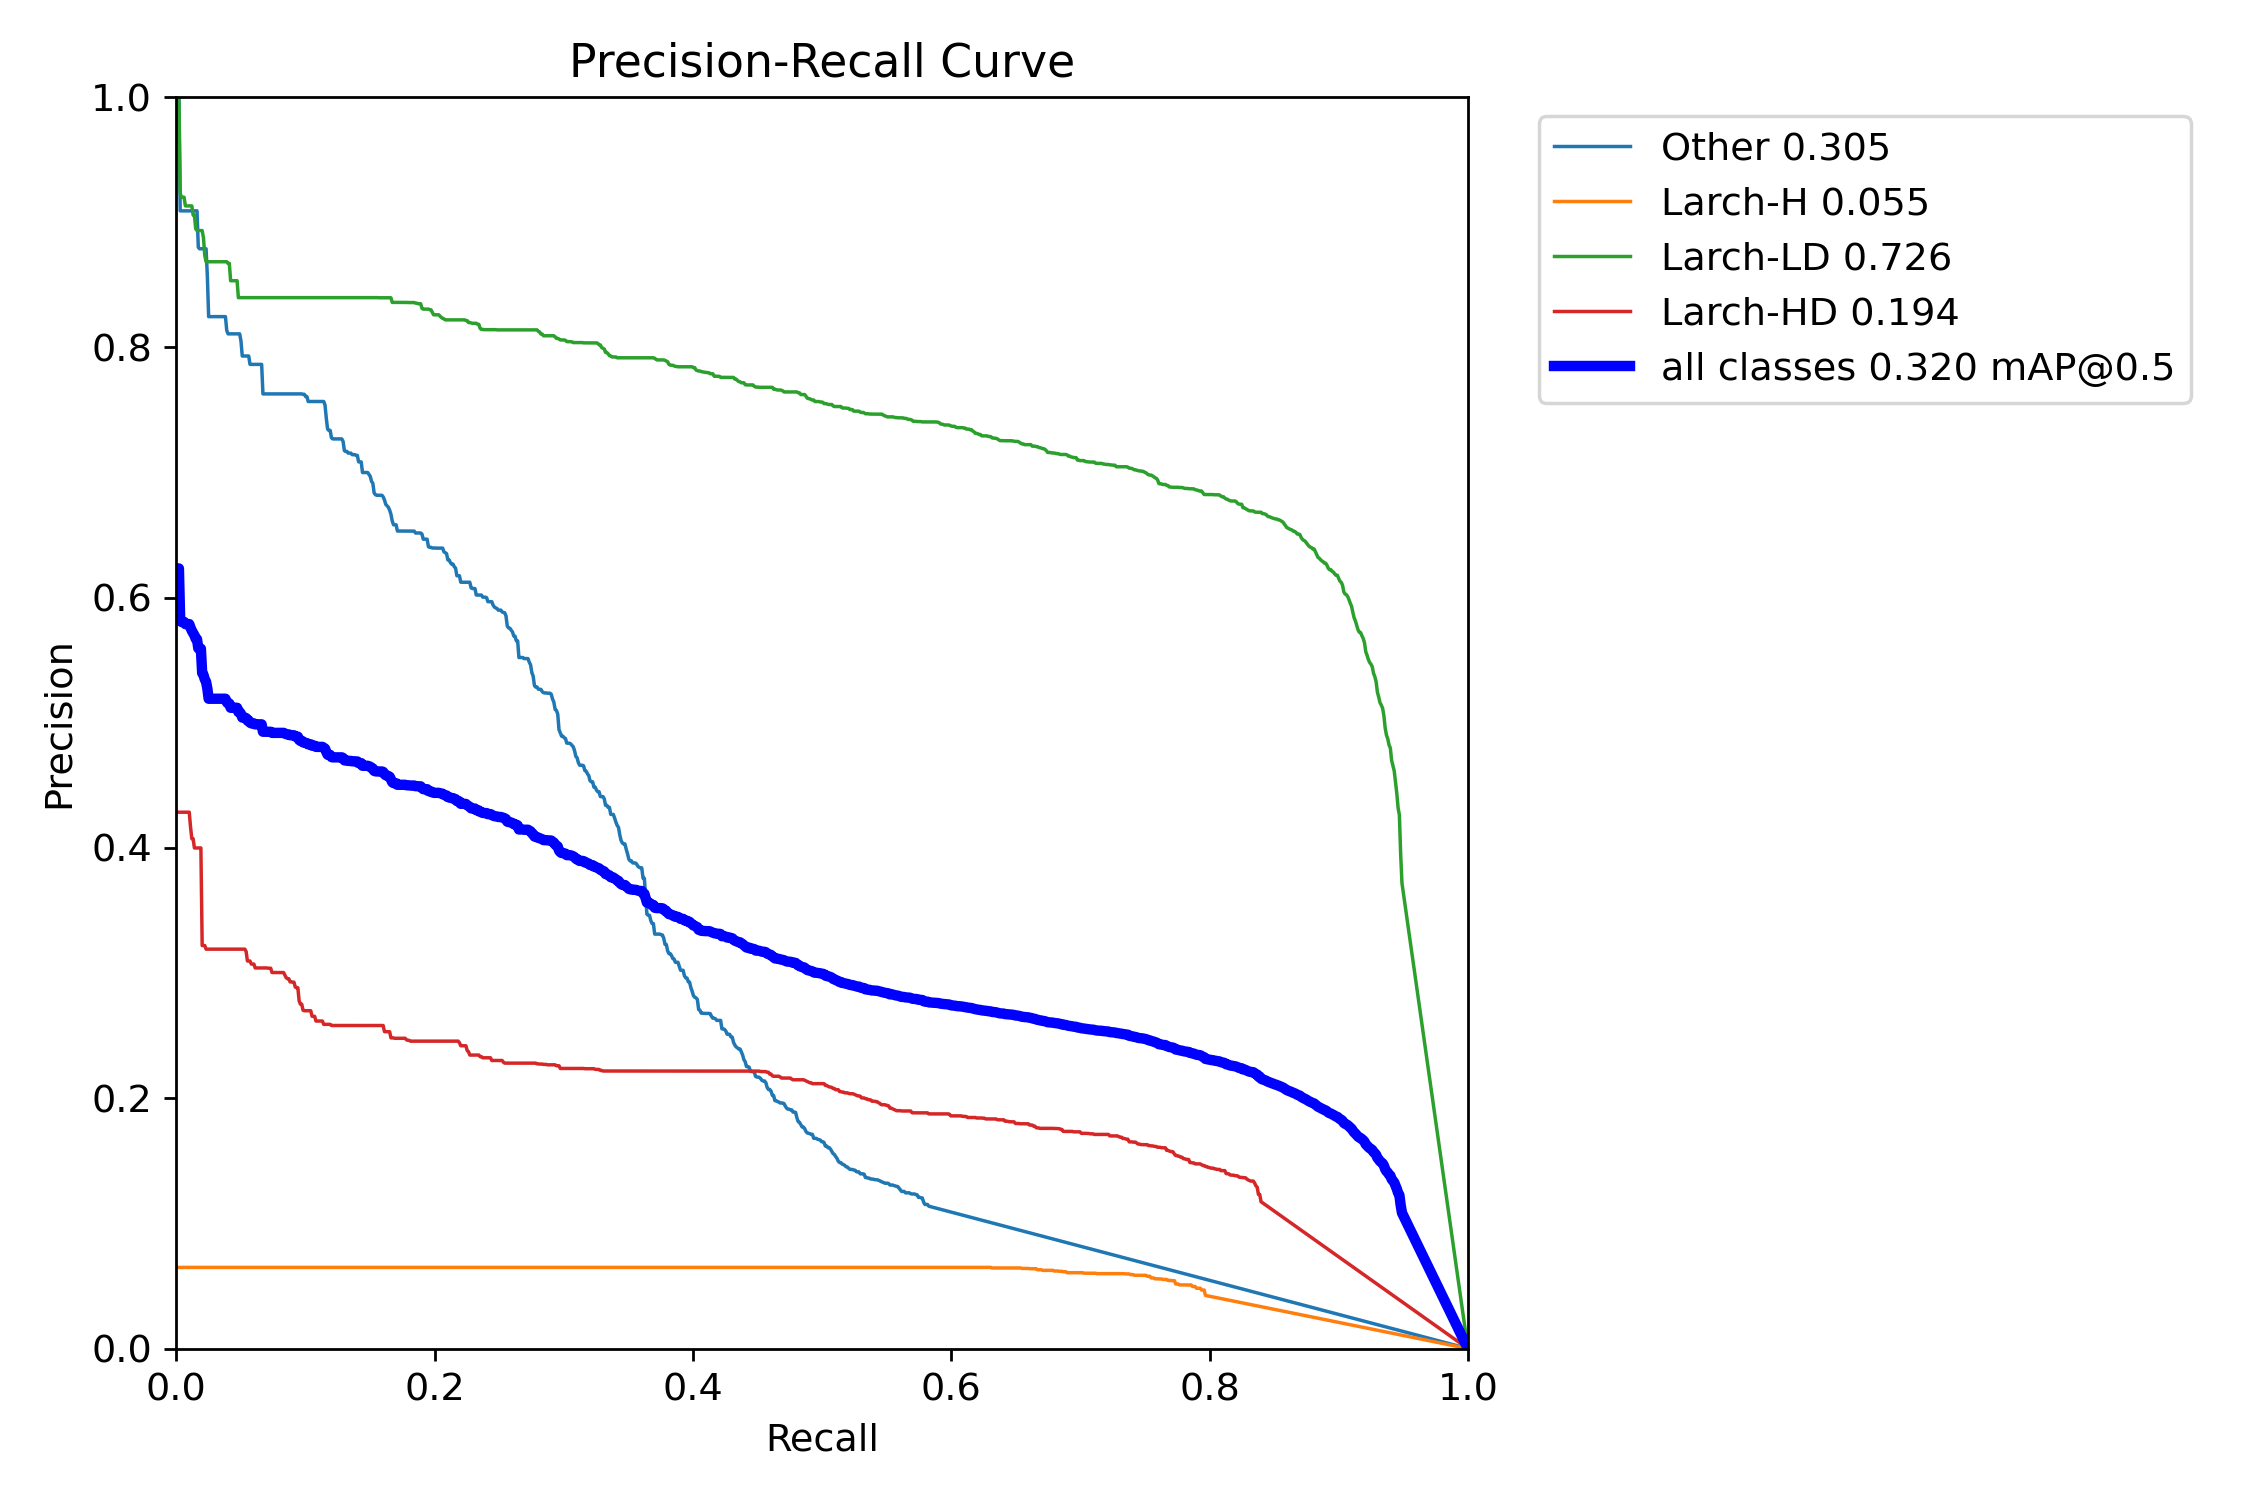 Precision-Recall Curve
1.0
0.8
0.6
0.4
0.2
0.0
Precision
0.0 0.2 0.4 0.6 0.8 1.0
Recall
Other 0.305
Larch-H 0.055
Larch-LD 0.726
Larch-HD 0.194
all classes 0.320 mAP@0.5